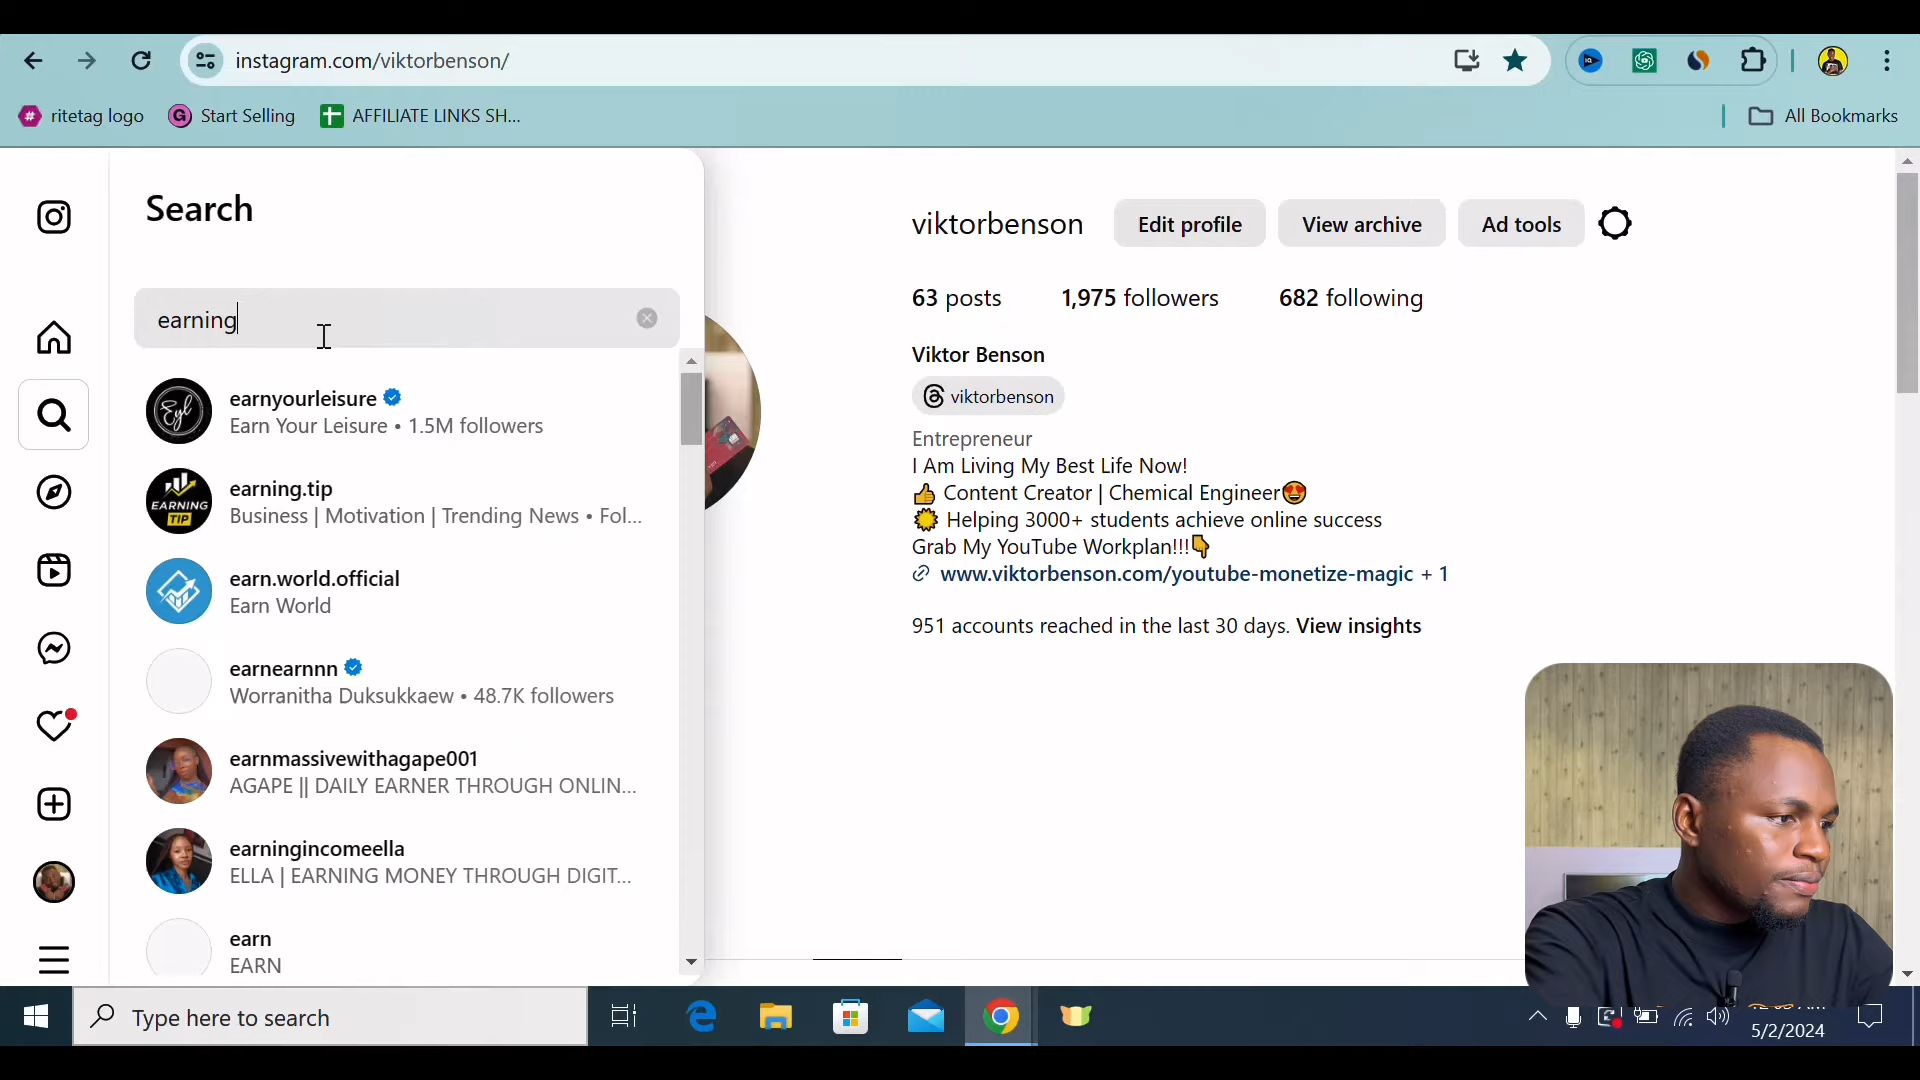 instagram.com/viktorbenson/
ritetag logo
Start Selling
AFFILIATE LINKS SH...
All Bookmarks
Search
earning
earnyourleisure
Earn Your Leisure • 1.5M followers
EARNING
TIP
earning.tip
Business | Motivation | Trending News • Fol...
earn.world.official
Earn World
earnearnnn
Worranitha Duksukkaew • 48.7K followers
earnmassivewithagape001
AGAPE || DAILY EARNER THROUGH ONLIN...
earningincomeella
ELLA | EARNING MONEY THROUGH DIGIT...
earn
EARN
viktorbenson
Edit profile
View archive
Ad tools
63 posts
1,975 followers
682 following
Viktor Benson
viktorbenson
Entrepreneur
I Am Living My Best Life Now!
👍 Content Creator | Chemical Engineer😍
Helping 3000+ students achieve online success
Grab My YouTube Workplan!!!👇
www.viktorbenson.com/youtube-monetize-magic + 1
951 accounts reached in the last 30 days. View insights
Type here to search
5/2/2024